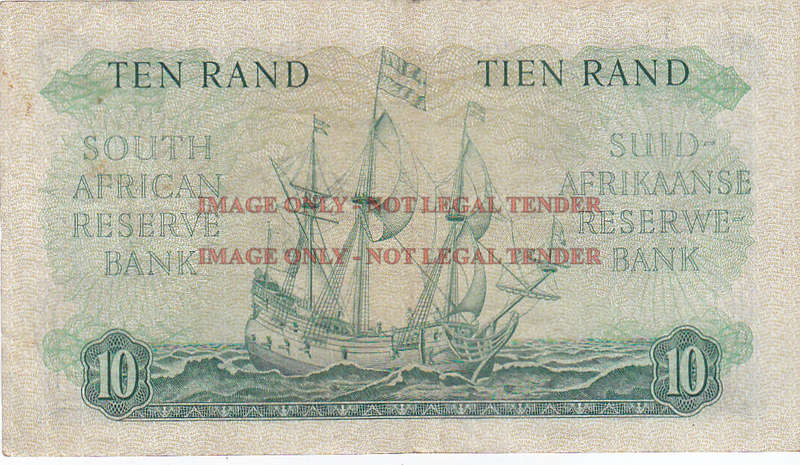 TEN RAND
TIEN RAND
SOUTH
AFRICAN
RESERVE
BANK
SUID-
AFRIKAANSE
RESERWE-
BANK
IMAGE ONLY - NOT LEGAL TENDER
IMAGE ONLY - NOT LEGAL TENDER
10
10